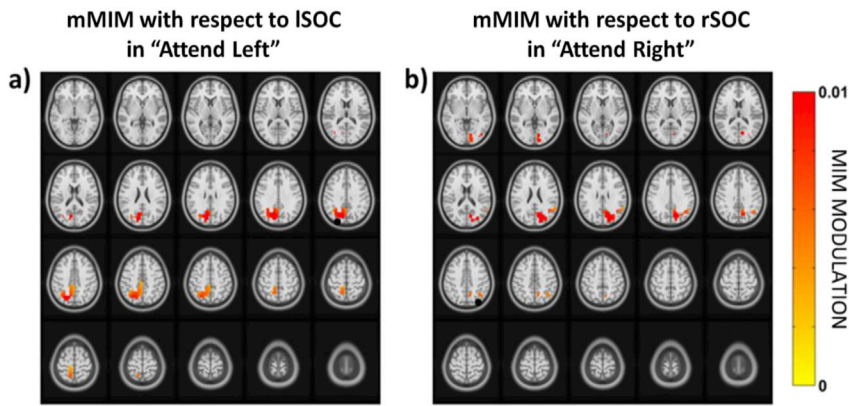 mMIM with respect to lSOC
in “Attend Left”
mMIM with respect to rSOC
in “Attend Right”
a)
b)
0.01
MIM MODULATION
0